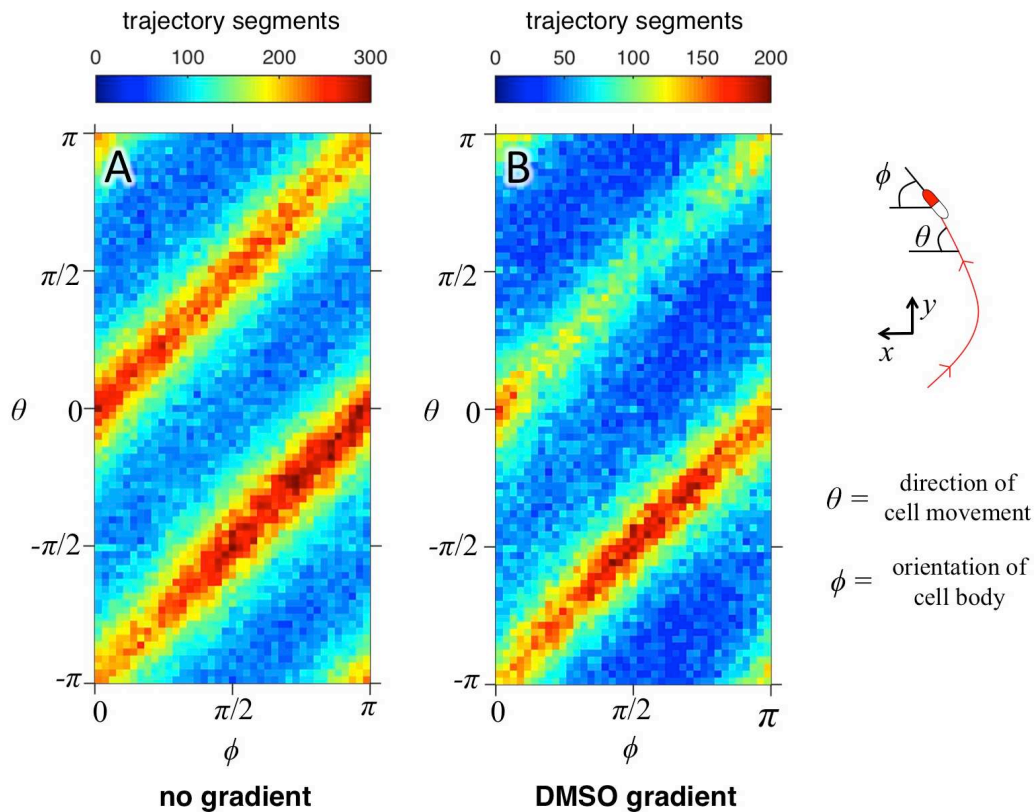 trajectory segments
0 100 200 300
A
π
π/2
0
-π/2
-π
θ
0 π/2 π
ϕ
no gradient
trajectory segments
0 50 100 150 200
B
π
π/2
0
-π/2
-π
θ
0 π/2 π
ϕ
DMSO gradient
ϕ
θ
y
x
θ = direction of
cell movement
ϕ = orientation of
cell body